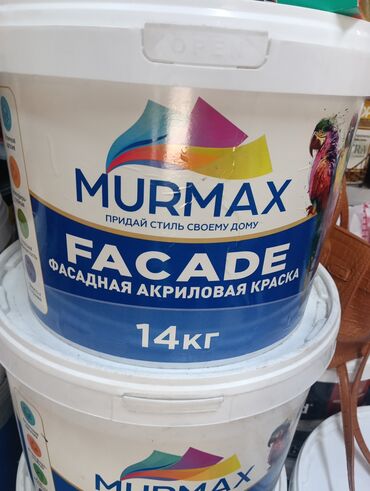 OPEN
MURMAX
ПРИДАЙ СТИЛЬ СВОЕМУ ДОМУ
FACADE
ФАСАДНАЯ АКРИЛОВАЯ КРАСКА
14КГ
MURMAX